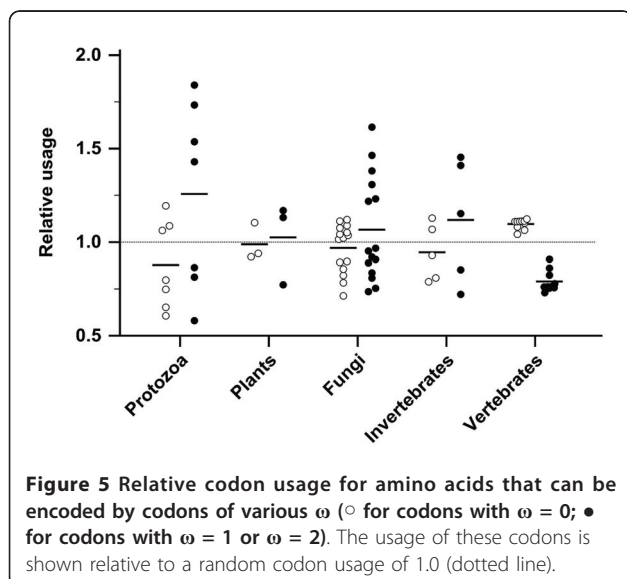 2.0
1.5
1.0
0.5
Relative usage
Protozoa
Plants
Fungi
Invertebrates
Vertebrates
Figure 5 Relative codon usage for amino acids that can be
encoded by codons of various ω (○ for codons with ω = 0; ●
for codons with ω = 1 or ω = 2). The usage of these codons is
shown relative to a random codon usage of 1.0 (dotted line).